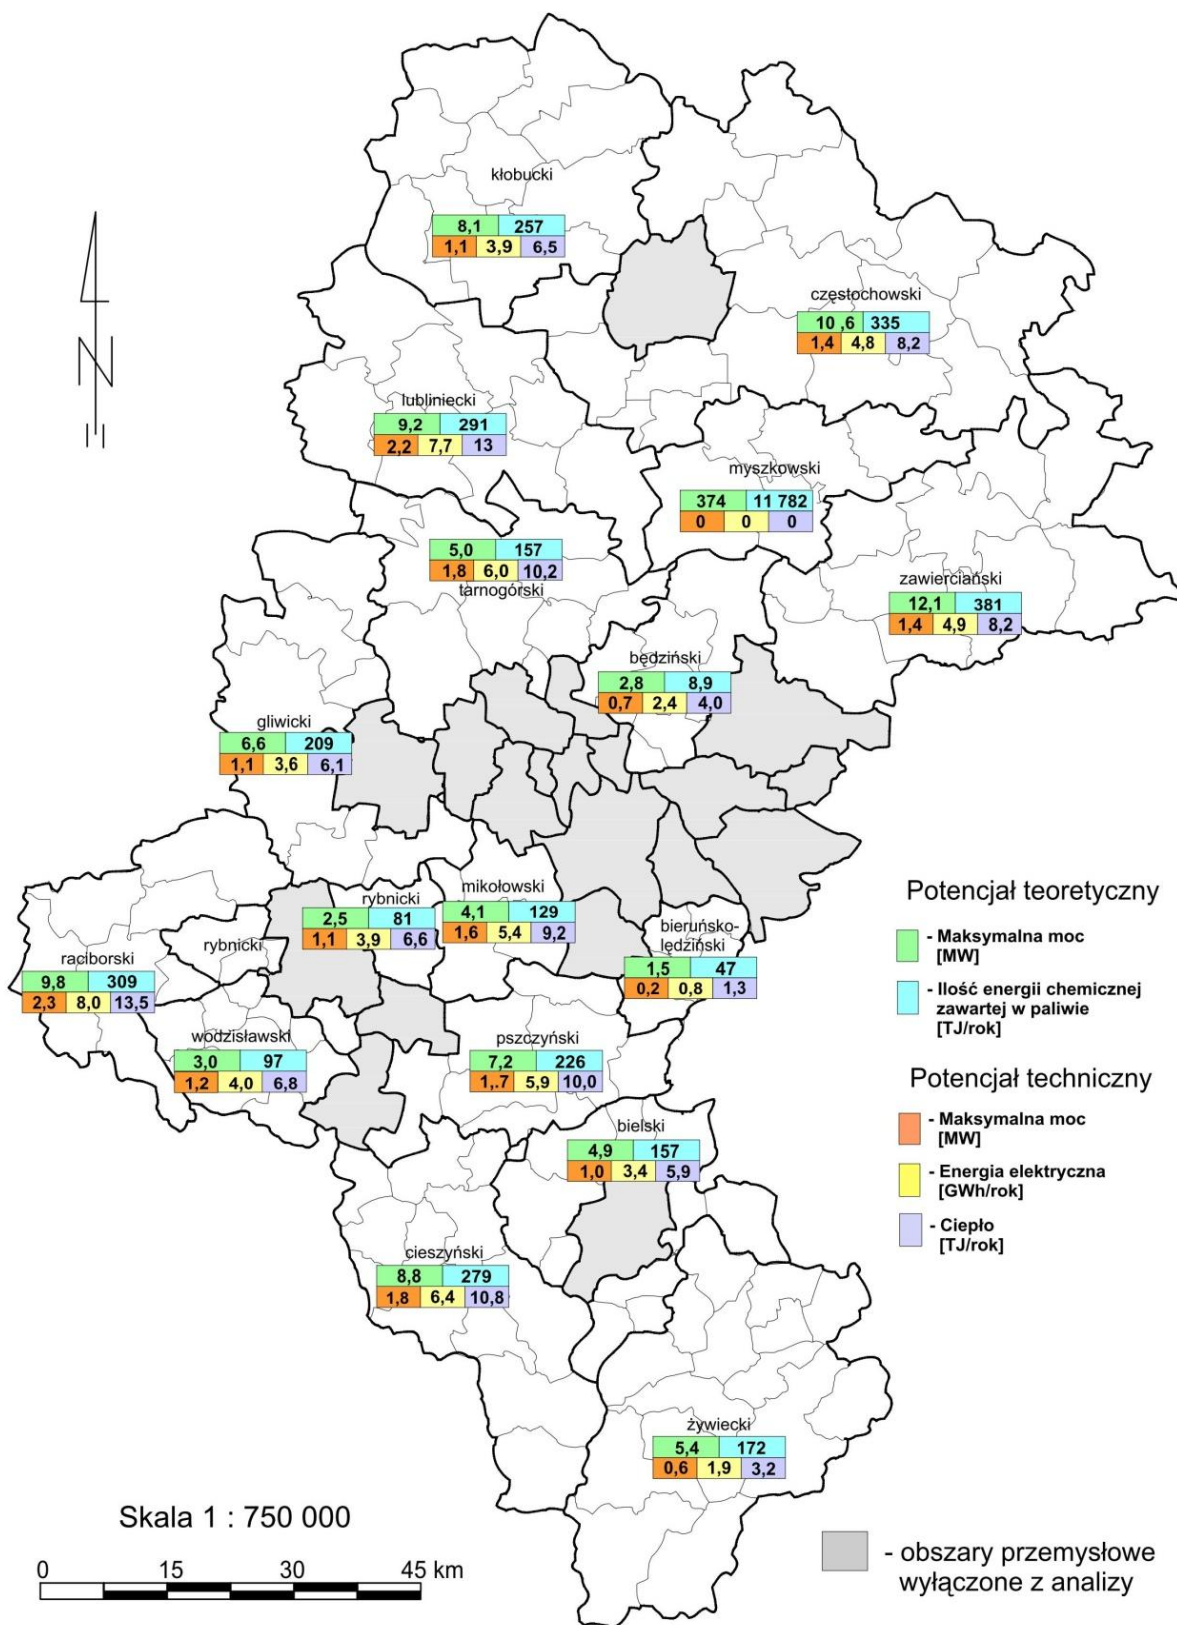 kłobucki
8,1 257
1,1 3,9 6,5
częstochowski
10 ,6 335
1,4 4,8 8,2
lubliniecki
9,2 291
2,2 7,7 13
myszkowski
374 11 782
0 0 0
5,0 157
1,8 6,0 10,2
tarnogórski
zawierciański
12,1 381
1,4 4,9 8,2
będziński
2,8 8,9
0,7 2,4 4,0
gliwicki
6,6 209
1,1 3,6 6,1
rybnicki
2,5 81
1,1 3,9 6,6
mikołowski
4,1 129
1,6 5,4 9,2
bieruńsko-
lędziński
1,5 47
0,2 0,8 1,3
rybnicki
raciborski
9,8 309
2,3 8,0 13,5
wodzisławski
3,0 97
1,2 4,0 6,8
pszczyński
7,2 226
1,.7 5,9 10,0
bielski
4,9 157
1,0 3,4 5,9
cieszyński
8,8 279
1,8 6,4 10,8
żywiecki
5,4 172
0,6 1,9 3,2
N
Potencjał teoretyczny
- Maksymalna moc
[MW]
- Ilość energii chemicznej
zawartej w paliwie
[TJ/rok]
Potencjał techniczny
- Maksymalna moc
[MW]
- Energia elektryczna
[GWh/rok]
- Ciepło
[TJ/rok]
Skala 1 : 750 000
0 15 30 45 km
- obszary przemysłowe
wyłączone z analizy